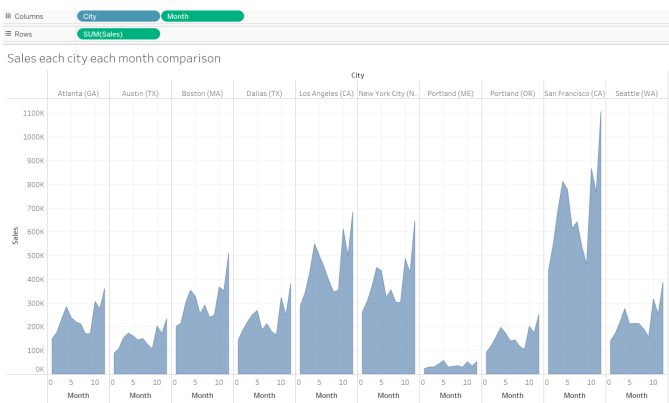 Columns City Month
Rows SUM(Sales)
Sales each city each month comparison
City
Atlanta (GA) Austin (TX) Boston (MA) Dallas (TX) Los Angeles (CA) New York City (N.. Portland (ME) Portland (OR) San Francisco (CA) Seattle (WA)
1100K
1000K
900K
800K
700K
600K
500K
400K
300K
200K
100K
0K
Sales
0 5 10 0 5 10 0 5 10 0 5 10 0 5 10 0 5 10 0 5 10 0 5 10 0 5 10 0 5 10
Month Month Month Month Month Month Month Month Month Month